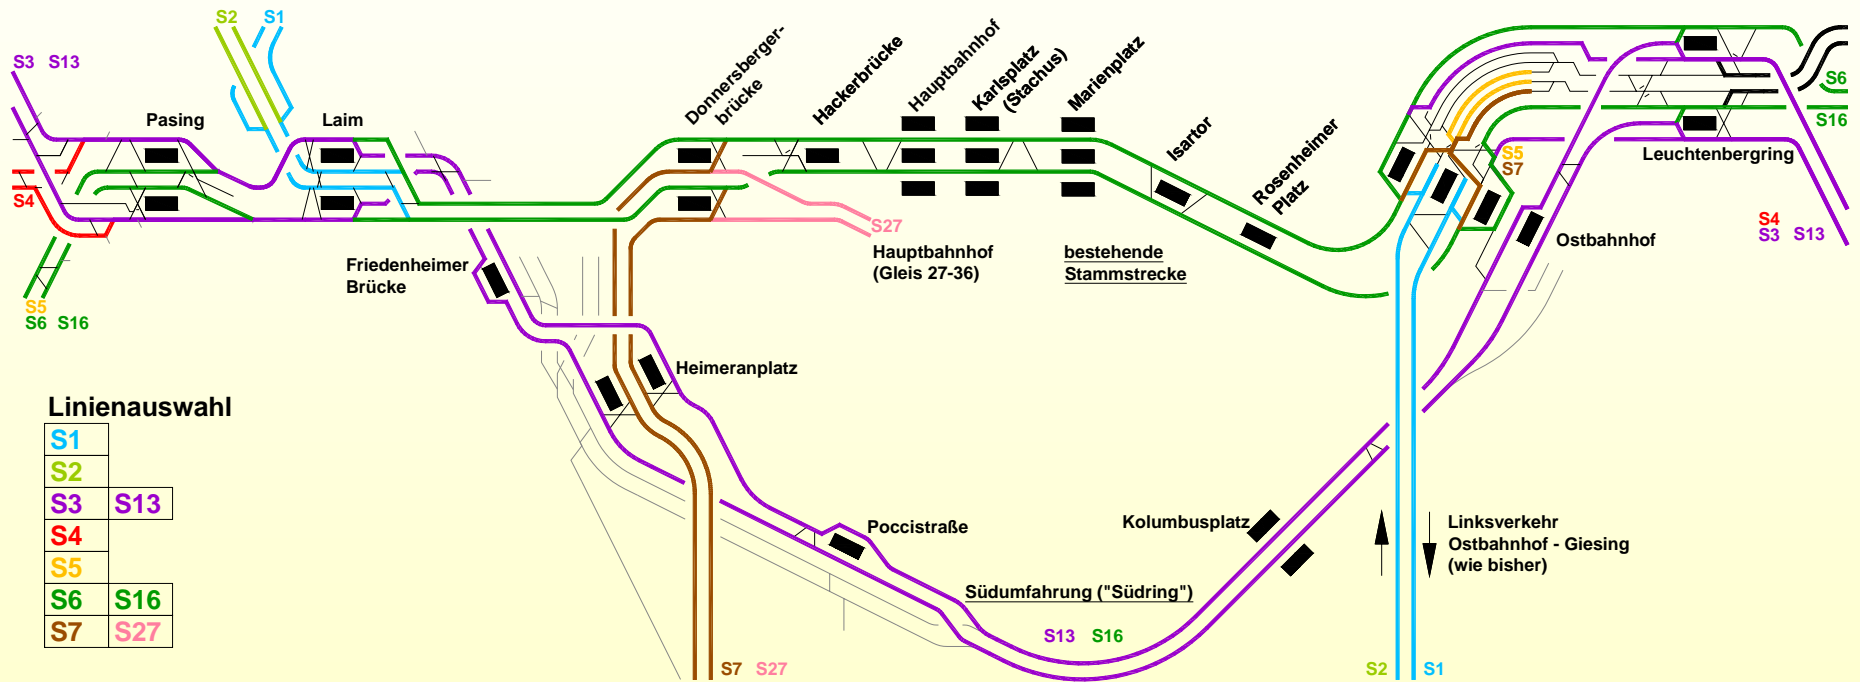 S2 S1
S3 S13
Pasing
Laim
Donnersberger-
brücke
Hackerbrücke
Hauptbahnhof
Karlsplatz
(Stachus)
Marienplatz
Isartor
Rosenheimer
Platz
S6
S16
S5
S7
Leuchtenbergring
S4
S4
S3 S13
S27
Hauptbahnhof
(Gleis 27-36)
bestehende
Stammstrecke
Ostbahnhof
Friedenheimer
Brücke
S5
S6 S16
Heimeranplatz
Linienauswahl
S1
S2
S3 S13
S4
S5
S6 S16
S7 S27
Poccistraße
Kolumbusplatz
Linksverkehr
Ostbahnhof - Giesing
(wie bisher)
Südumfahrung ("Südring")
S13 S16
S7 S27
S2 S1